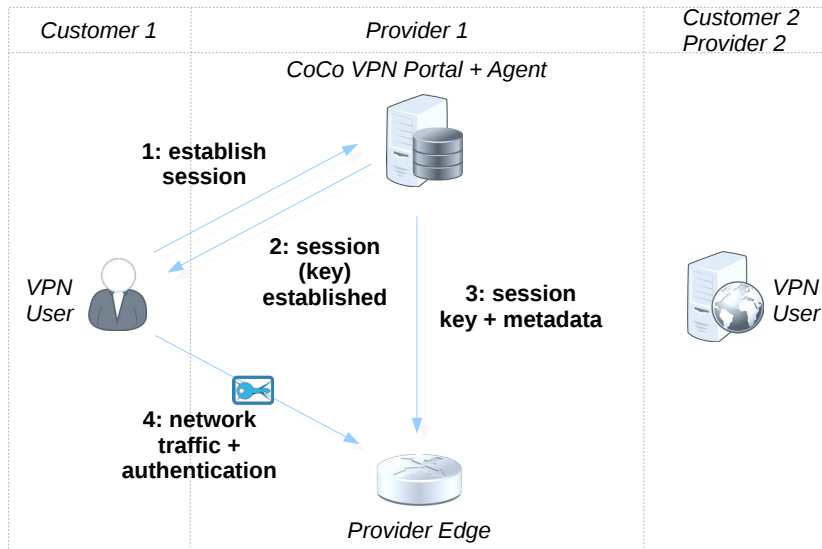 Customer 1
Provider 1
Customer 2
Provider 2
CoCo VPN Portal + Agent
1: establish
session
2: session
(key)
established
3: session
key + metadata
VPN
User
VPN
User
4: network
traffic +
authentication
Provider Edge